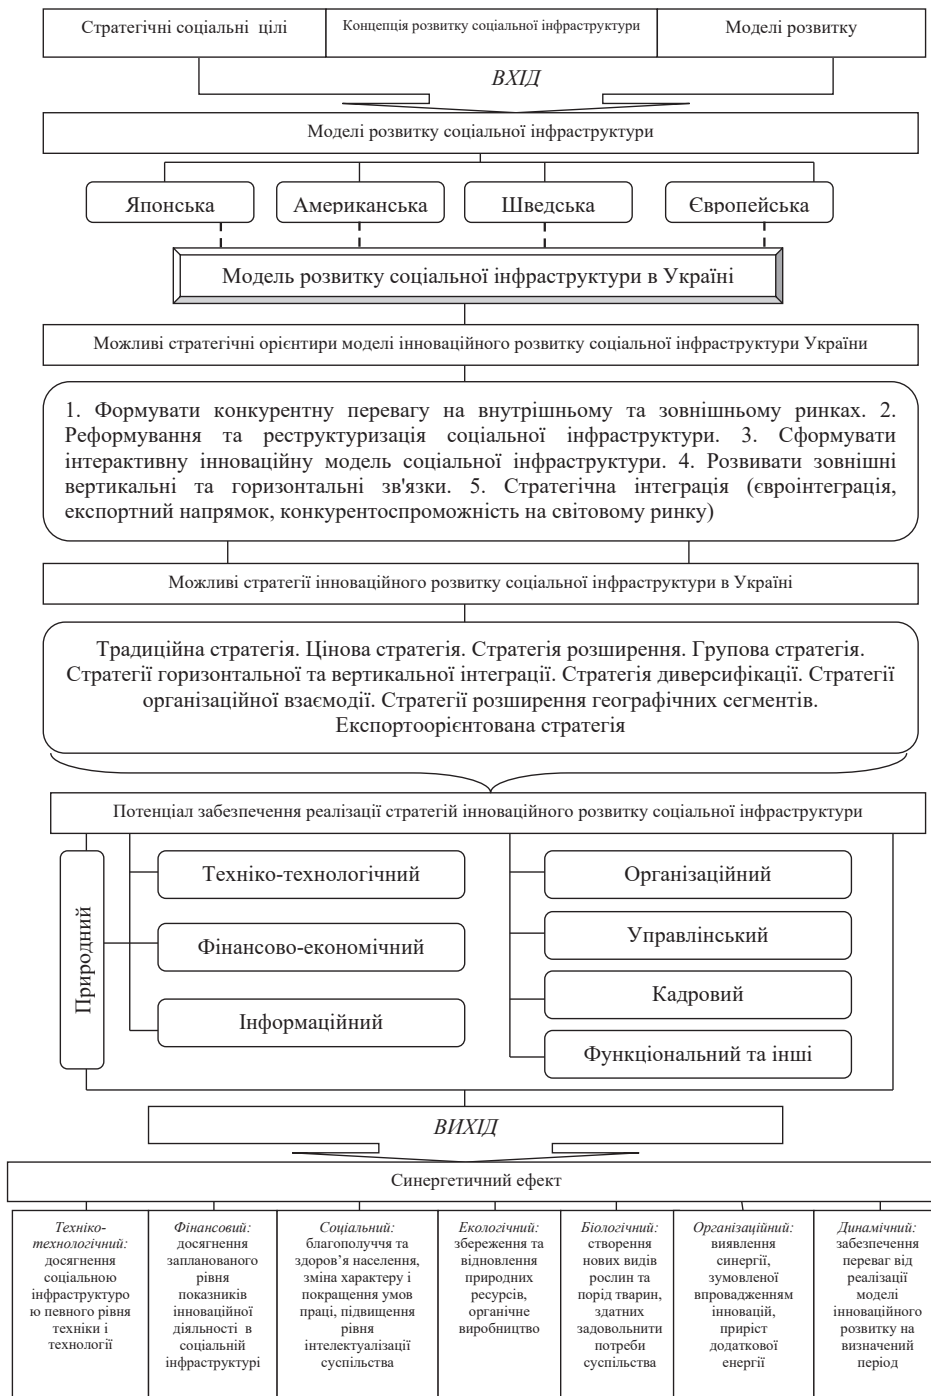 Стратегічні соціальні цілі
Концепція розвитку соціальної інфраструктури
Моделі розвитку
ВХІД
Моделі розвитку соціальної інфраструктури
Японська
Американська
Шведська
Європейська
Модель розвитку соціальної інфраструктури в Україні
Можливі стратегічні орієнтири моделі інноваційного розвитку соціальної інфраструктури України
1. Формувати конкурентну перевагу на внутрішньому та зовнішньому ринках. 2.
Реформування та реструктуризація соціальної інфраструктури. 3. Сформувати
інтерактивну інноваційну модель соціальної інфраструктури. 4. Розвивати зовнішні
вертикальні та горизонтальні зв'язки. 5. Стратегічна інтеграція (євроінтеграція,
експортний напрямок, конкурентоспроможність на світовому ринку)
Можливі стратегії інноваційного розвитку соціальної інфраструктури в Україні
Традиційна стратегія. Цінова стратегія. Стратегія розширення. Групова стратегія.
Стратегії горизонтальної та вертикальної інтеграції. Стратегія диверсифікації. Стратегії
організаційної взаємодії. Стратегії розширення географічних сегментів.
Експортоорієнтована стратегія
Потенціал забезпечення реалізації стратегій інноваційного розвитку соціальної інфраструктури
Природний
Техніко-технологічний
Фінансово-економічний
Інформаційний
Організаційний
Управлінський
Кадровий
Функціональний та інші
ВИХІД
Синергетичний ефект
Техніко-
технологічний:
досягнення
соціальною
інфраструктуро
ю певного рівня
техніки і
технології
Фінансовий:
досягнення
запланованого
рівня
показників
інноваційної
діяльності в
соціальній
інфраструктурі
Соціальний:
благополуччя та
здоров’я населення,
зміна характеру і
покращення умов
праці, підвищення
рівня
інтелектуалізації
суспільства
Екологічний:
збереження та
відновлення
природних
ресурсів,
органічне
виробництво
Біологічний:
створення
нових видів
рослин та
порід тварин,
здатних
задовольнити
потреби
суспільства
Організаційний:
виявлення
синергії,
зумовленої
впровадженням
інновацій,
приріст
додаткової
енергії
Динамічний:
забезпечення
переваг від
реалізації
моделі
інноваційного
розвитку на
визначений
період